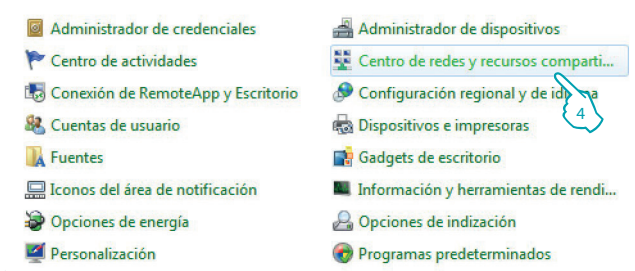 Administrador de credenciales
Administrador de dispositivos
Centro de actividades
Centro de redes y recursos comparti...
Conexión de RemoteApp y Escritorio
Configuración regional y de idioma
4
Cuentas de usuario
Dispositivos e impresoras
Fuentes
Gadgets de escritorio
Iconos del área de notificación
Información y herramientas de rendi...
Opciones de energía
Opciones de indización
Personalización
Programas predeterminados